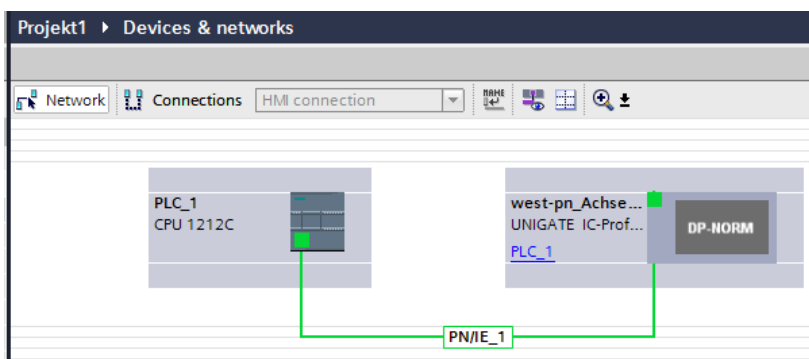 Projekt1 ▸ Devices & networks
Network Connections HMI connection
NAME
PLC_1
CPU 1212C
west-pn_Achse...
UNIGATE IC-Prof...
PLC_1
DP-NORM
PN/IE_1